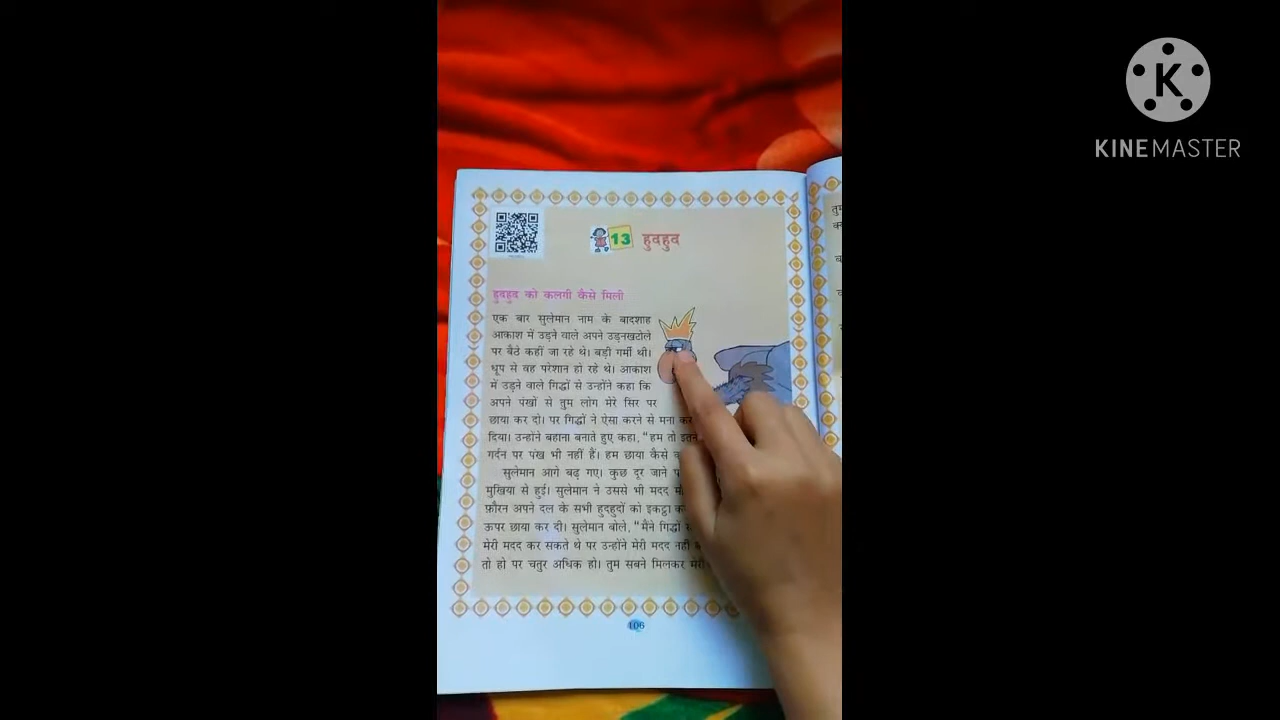 K
KINEMASTER
13 हुदहुद
हुदहुद को कलगी कैसे मिली
एक बार सुलेमान नाम के बादशाह
आकाश में उड़ने वाले अपने उड़नखटोले
पर बैठे कहीं जा रहे थे। बड़ी गर्मी थी।
धूप से वह परेशान हो रहे थे। आकाश
में उड़ने वाले गिद्धों से उन्होंने कहा कि
अपने पंखों से तुम लोग मेरे सिर पर
छाया कर दो। पर गिद्धों ने ऐसा करने से मना कर
दिया। उन्होंने बहाना बनाते हुए कहा, "हम तो इतने
गर्दन पर पंख भी नहीं हैं। हम छाया कैसे
सुलेमान आगे बढ़ गए। कुछ दूर जाने
मुखिया से हुई। सुलेमान ने उससे भी मदद
फ़ौरन अपने दल के सभी हुदहुदों को इकट्ठा
ऊपर छाया कर दी। सुलेमान बोले, "मैंने गिद्धों
मेरी मदद कर सकते थे पर उन्होंने मेरी मदद नहीं
तो हो पर चतुर अधिक हो। तुम सबने मिलकर मेरी
106